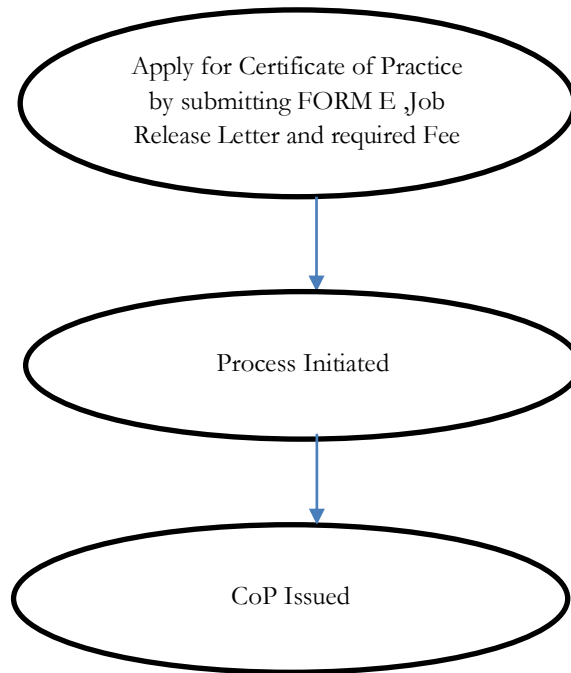 Apply for Certificate of Practice
by submitting FORM E ,Job
Release Letter and required Fee
Process Initiated
CoP Issued